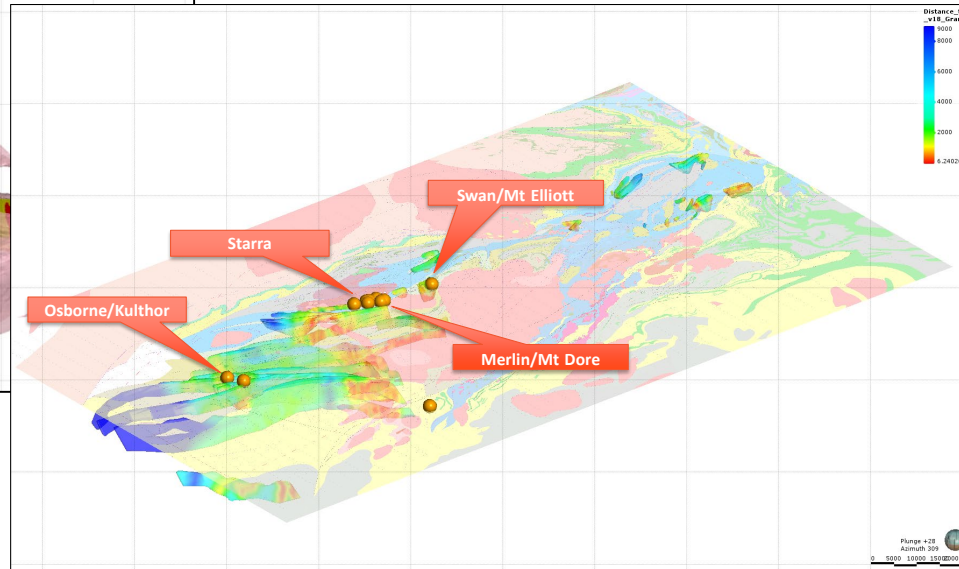 Distance_
_v18_Gra
9000
8000
6000
4000
2000
Swan/Mt Elliott
Starra
Osborne/Kulthor
Merlin/Mt Dore
Plunge +28
Azimuth 309
0 5000 10000